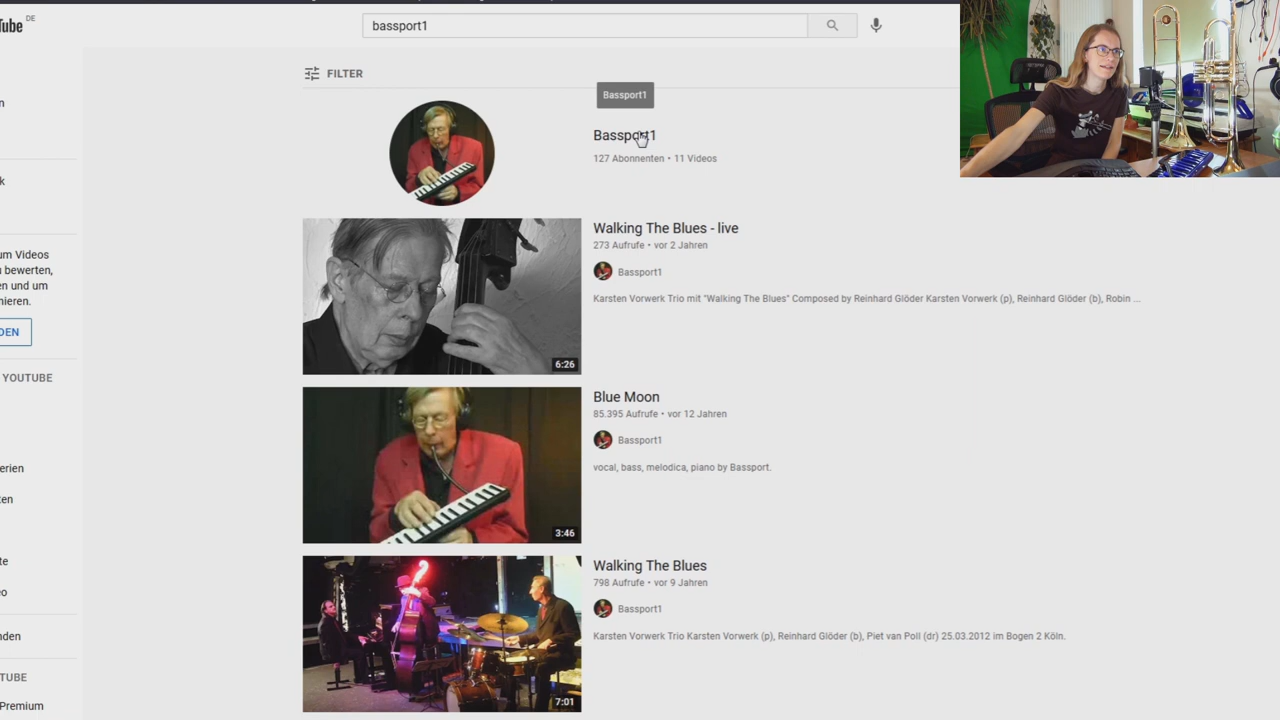 Tube DE
bassport1
FILTER
Bassport1
Bassport1
127 Abonnenten • 11 Videos
Walking The Blues - live
273 Aufrufe • vor 2 Jahren
Bassport1
Karsten Vorwerk Trio mit "Walking The Blues" Composed by Reinhard Glöder Karsten Vorwerk (p), Reinhard Glöder (b), Robin ...
6:26
Blue Moon
85.395 Aufrufe • vor 12 Jahren
Bassport1
vocal, bass, melodica, piano by Bassport.
3:46
Walking The Blues
798 Aufrufe • vor 9 Jahren
Bassport1
Karsten Vorwerk Trio Karsten Vorwerk (p), Reinhard Glöder (b), Piet van Poll (dr) 25.03.2012 im Bogen 2 Köln.
7:01
n
k
um Videos
bewerten,
en und um
nieren.
DEN
YOUTUBE
erien
ten
te
eo
nden
TUBE
Premium